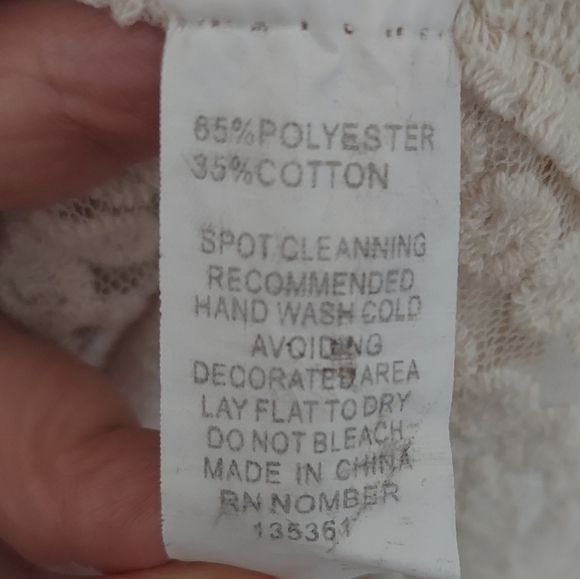 65%POLYESTER
35%COTTON
SPOT CLEANNING
RECOMMENDED
HAND WASH COLD
AVOIDING
DECORATED AREA
LAY FLAT TO DRY
DO NOT BLEACH
MADE IN CHINA
RN NOMBER
135361